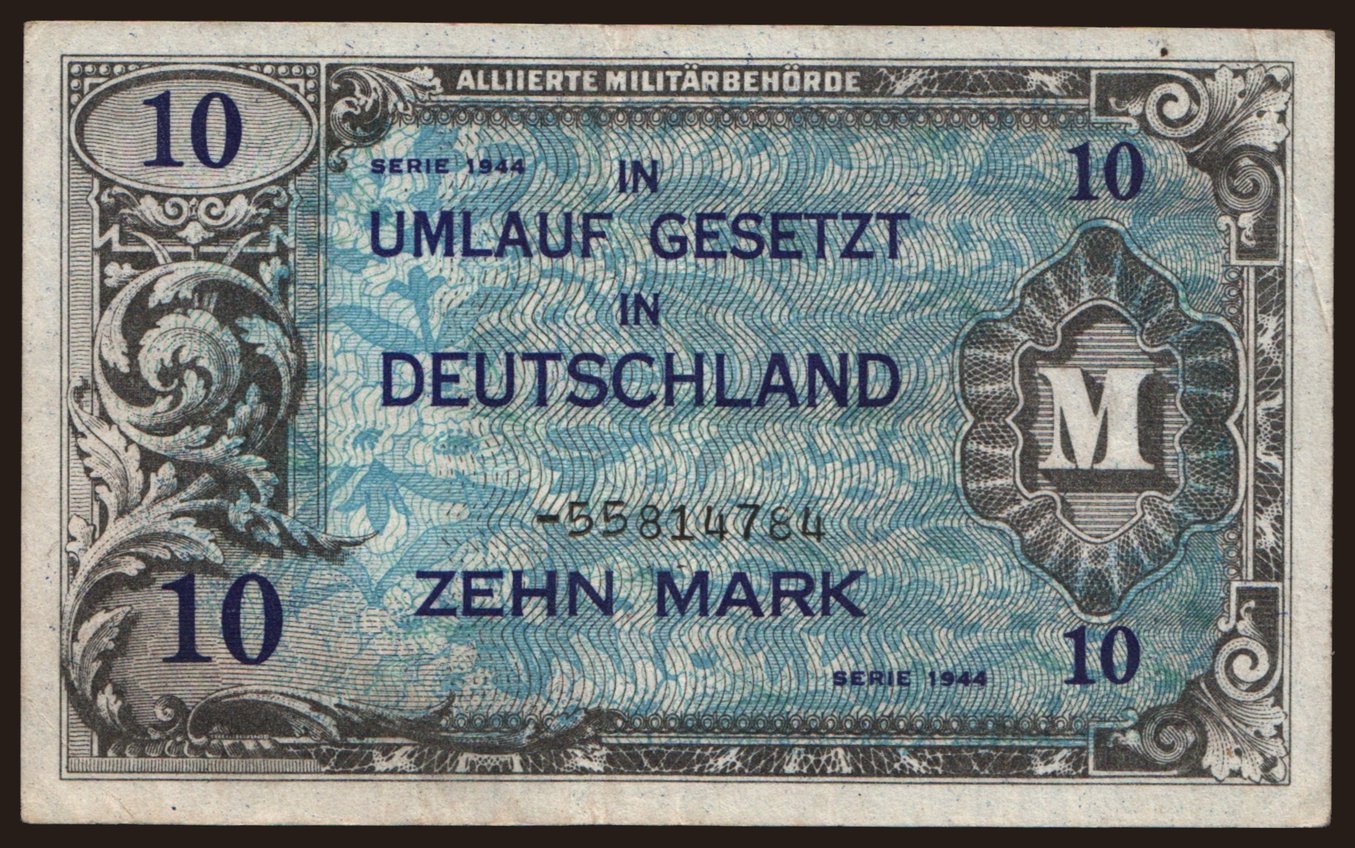 ALLIIERTE MILITÄRBEHÖRDE
10
10
SERIE 1944
IN
UMLAUF GESETZT
IN
DEUTSCHLAND
M
-55814784
ZEHN MARK
10
10
SERIE 1944